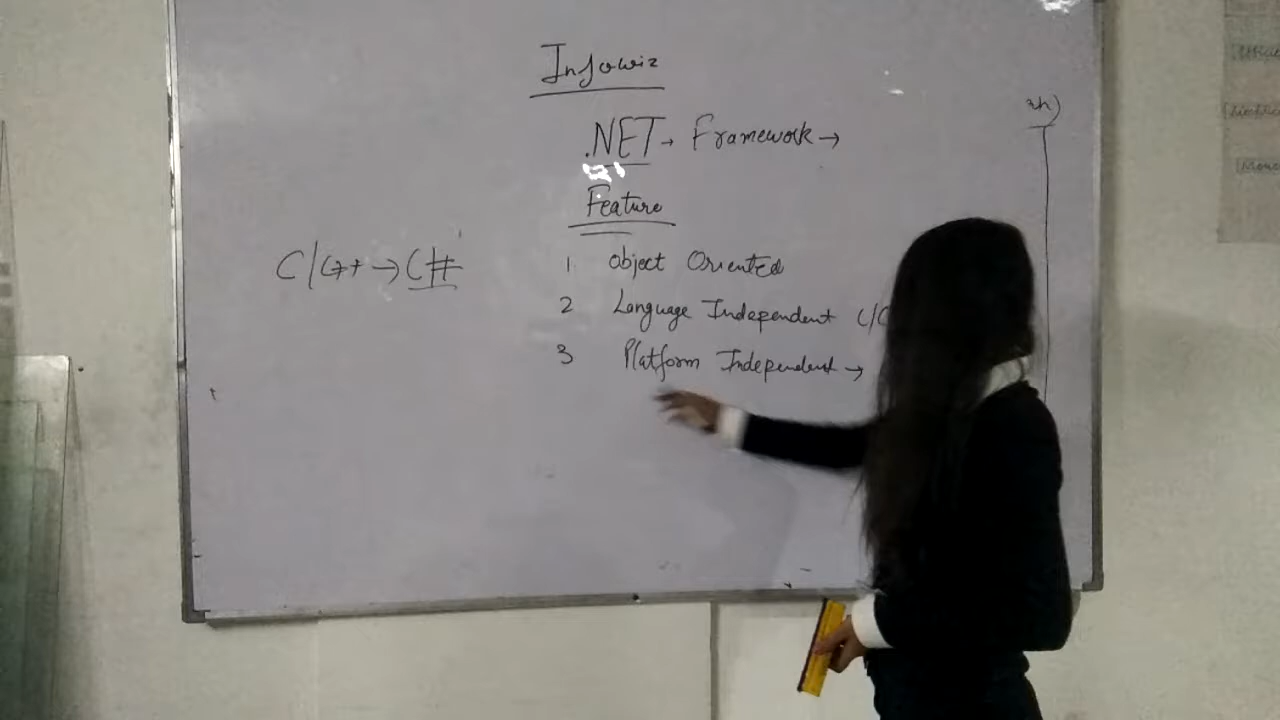 Infowiz
.NET → Framework →
Feature
C/C++ → C#
1 Object Oriented
2 Language Independent C/C
3 Platform Independent →